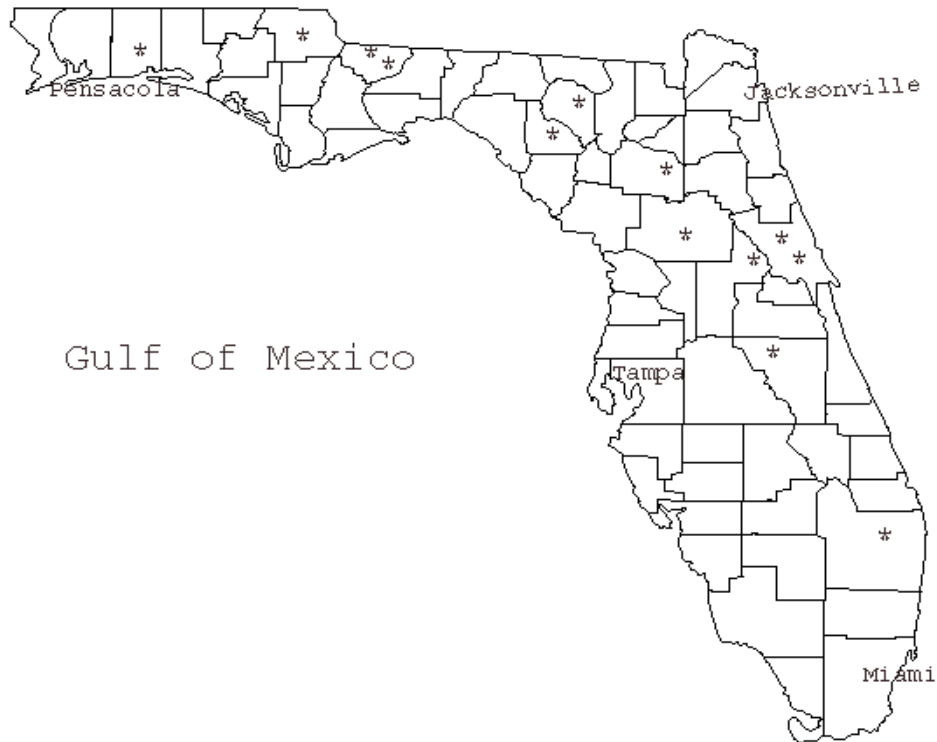 Pensacola
Jacksonville
Gulf of Mexico
Tampa
Miami